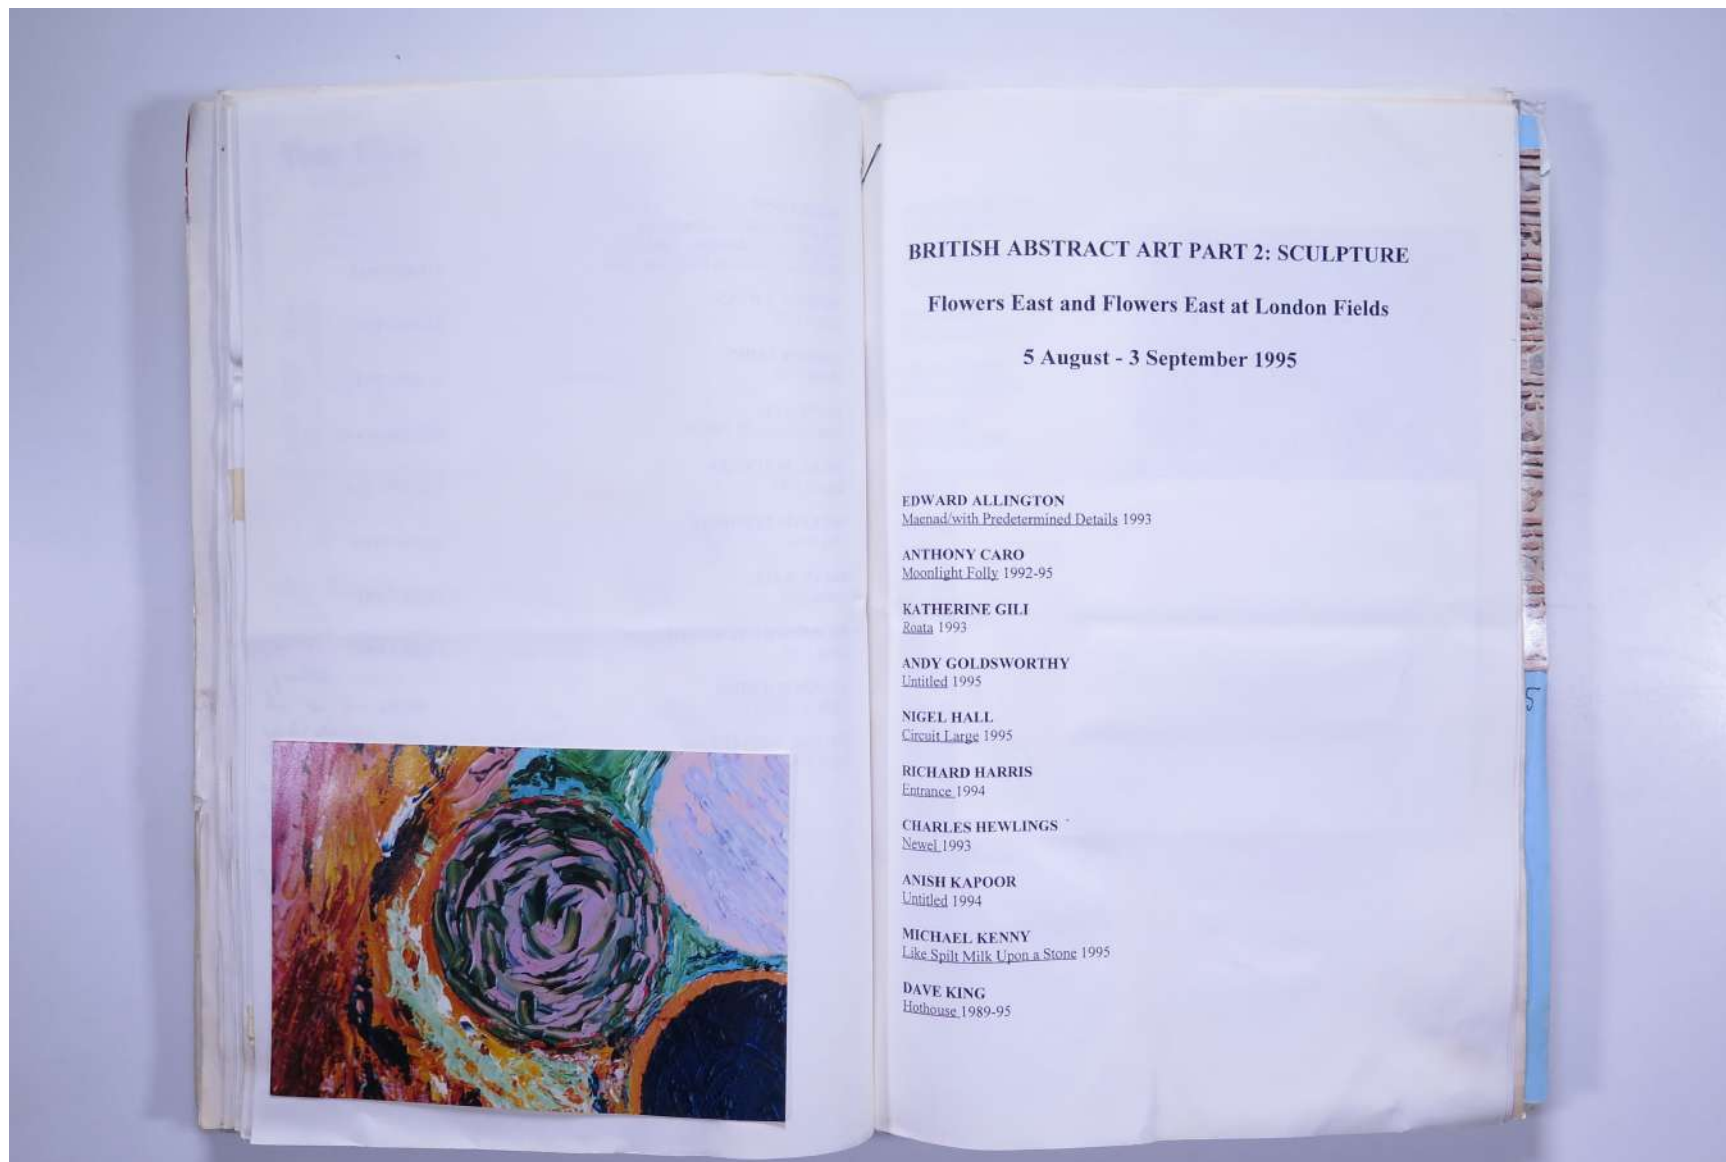 BRITISH ABSTRACT ART PART 2: SCULPTURE
Flowers East and Flowers East at London Fields
5 August - 3 September 1995
EDWARD ALLINGTON
Maenad/with Predetermined Details 1993
ANTHONY CARO
Moonlight Folly 1992-95
KATHERINE GILI
Roata 1993
ANDY GOLDSWORTHY
Untitled 1995
NIGEL HALL
Circuit Large 1995
RICHARD HARRIS
Entrance 1994
CHARLES HEWLINGS
Newel 1993
ANISH KAPOOR
Untitled 1994
MICHAEL KENNY
Like Spilt Milk Upon a Stone 1995
DAVE KING
Hothouse 1989-95
5